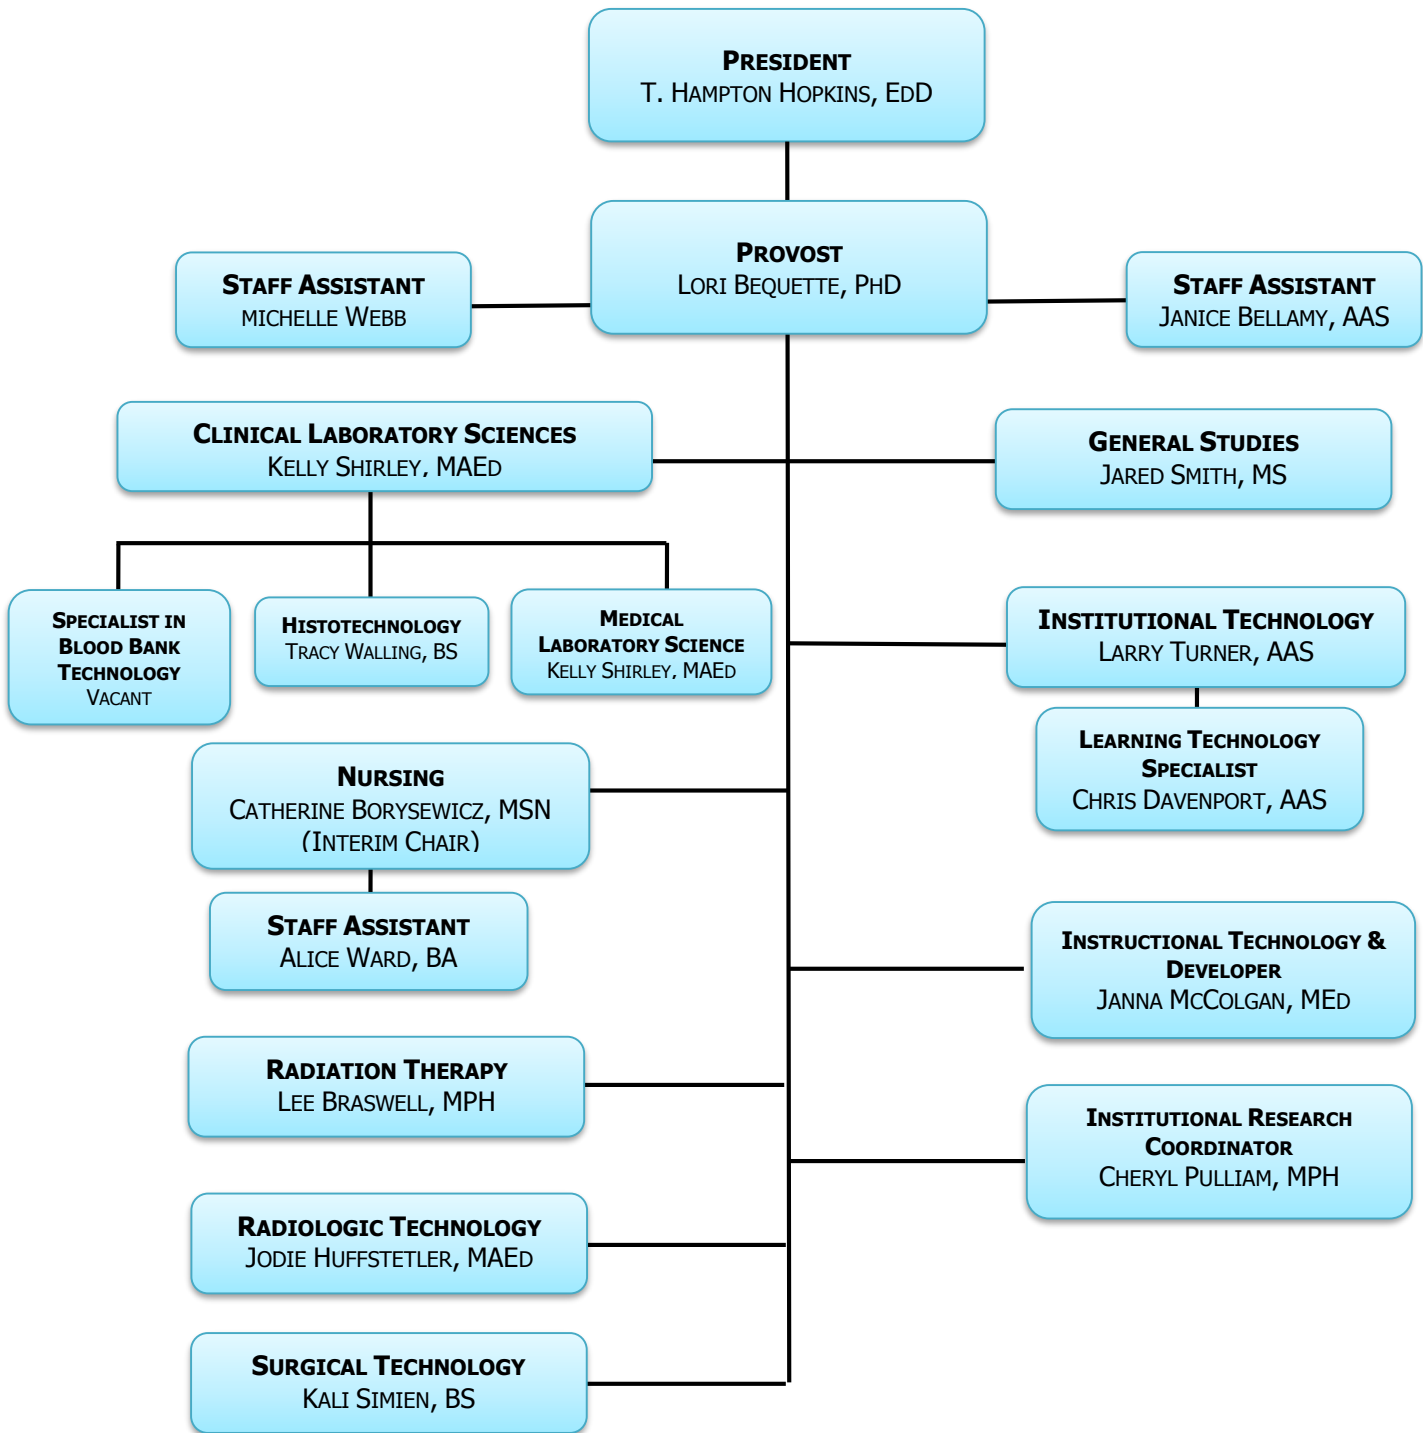 PRESIDENT
T. HAMPTON HOPKINS, EDD
PROVOST
LORI BEQUETTE, PHD
STAFF ASSISTANT
MICHELLE WEBB
STAFF ASSISTANT
JANICE BELLAMY, AAS
CLINICAL LABORATORY SCIENCES
KELLY SHIRLEY, MAED
GENERAL STUDIES
JARED SMITH, MS
SPECIALIST IN
BLOOD BANK
TECHNOLOGY
VACANT
HISTOTECHNOLOGY
TRACY WALLING, BS
MEDICAL
LABORATORY SCIENCE
KELLY SHIRLEY, MAED
INSTITUTIONAL TECHNOLOGY
LARRY TURNER, AAS
LEARNING TECHNOLOGY
SPECIALIST
CHRIS DAVENPORT, AAS
NURSING
CATHERINE BORYSEWICZ, MSN
(INTERIM CHAIR)
STAFF ASSISTANT
ALICE WARD, BA
INSTRUCTIONAL TECHNOLOGY &
DEVELOPER
JANNA MCCOLGAN, MED
RADIATION THERAPY
LEE BRASWELL, MPH
INSTITUTIONAL RESEARCH
COORDINATOR
CHERYL PULLIAM, MPH
RADIOLOGIC TECHNOLOGY
JODIE HUFFSTETLER, MAED
SURGICAL TECHNOLOGY
KALI SIMIEN, BS